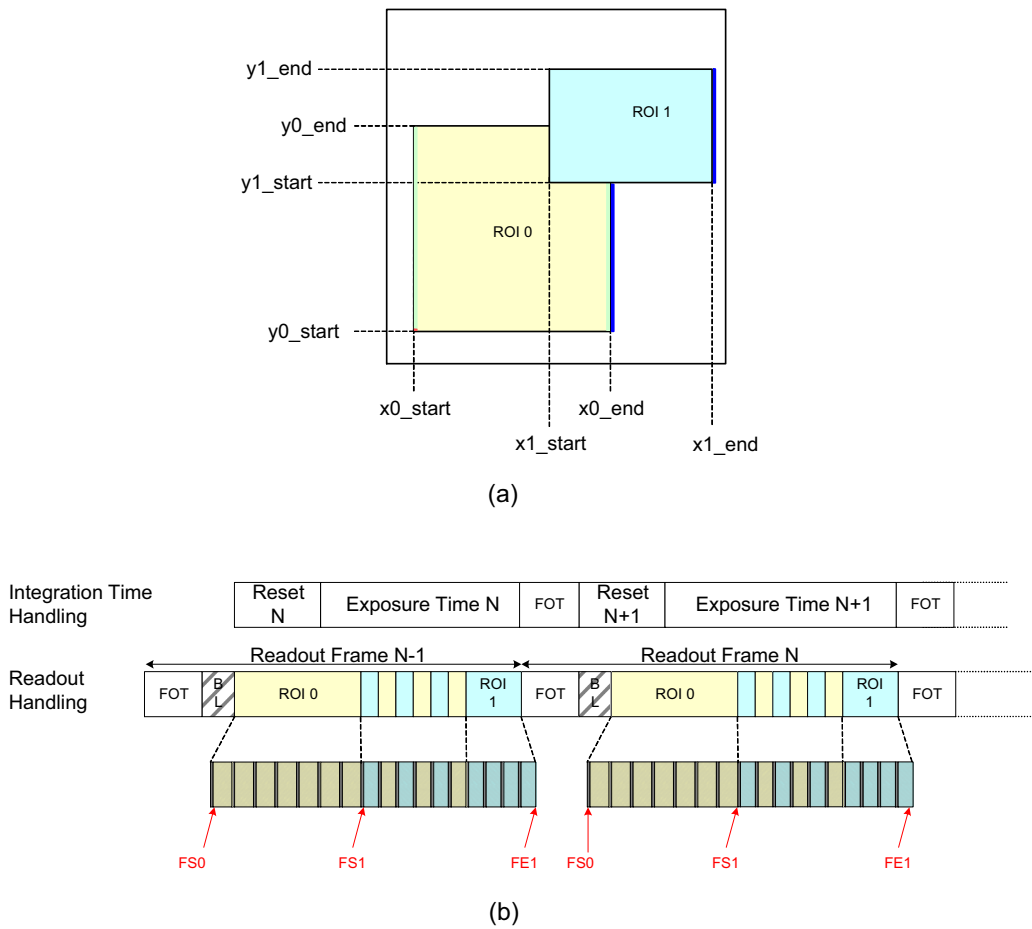 y1_end
ROI 1
y0_end
y1_start
ROI 0
y0_start
x0_start
x0_end
x1_start
x1_end
(a)
Integration Time
Handling
Reset
N
Exposure Time N
FOT
Reset
N+1
Exposure Time N+1
FOT
Readout Frame N-1
Readout Frame N
Readout
Handling
FOT
B
L
ROI 0
ROI
1
FOT
B
L
ROI 0
ROI
1
FOT
FS0
FS1
FE1
FS0
FS1
FE1
(b)